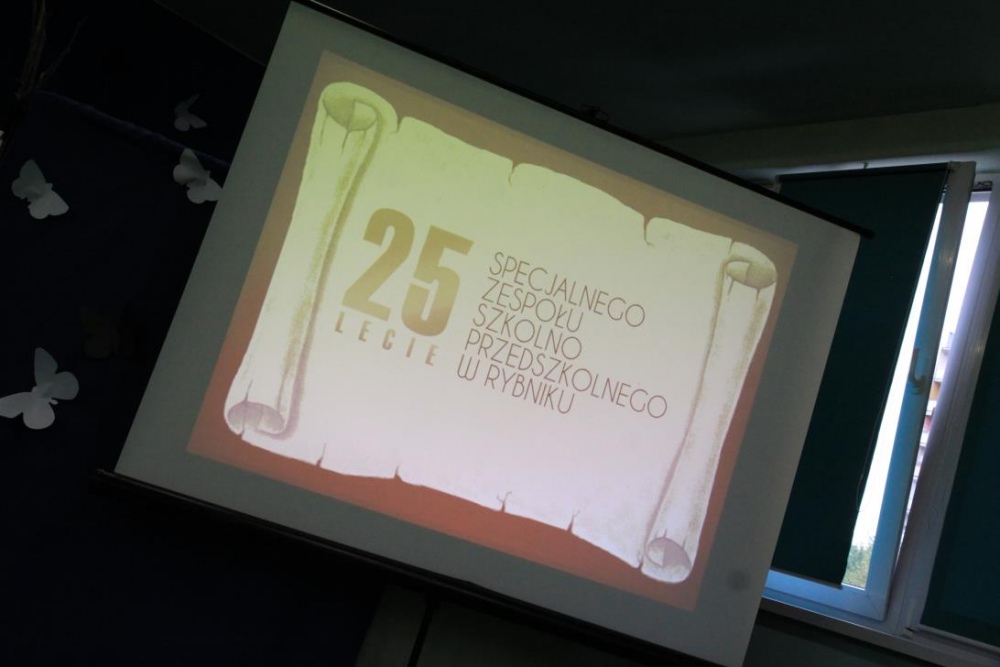 25
LECIE
SPECJALNEGO
ZESPOŁU
SZKOLNO
PRZEDSZKOLNEGO
W RYBNIKU